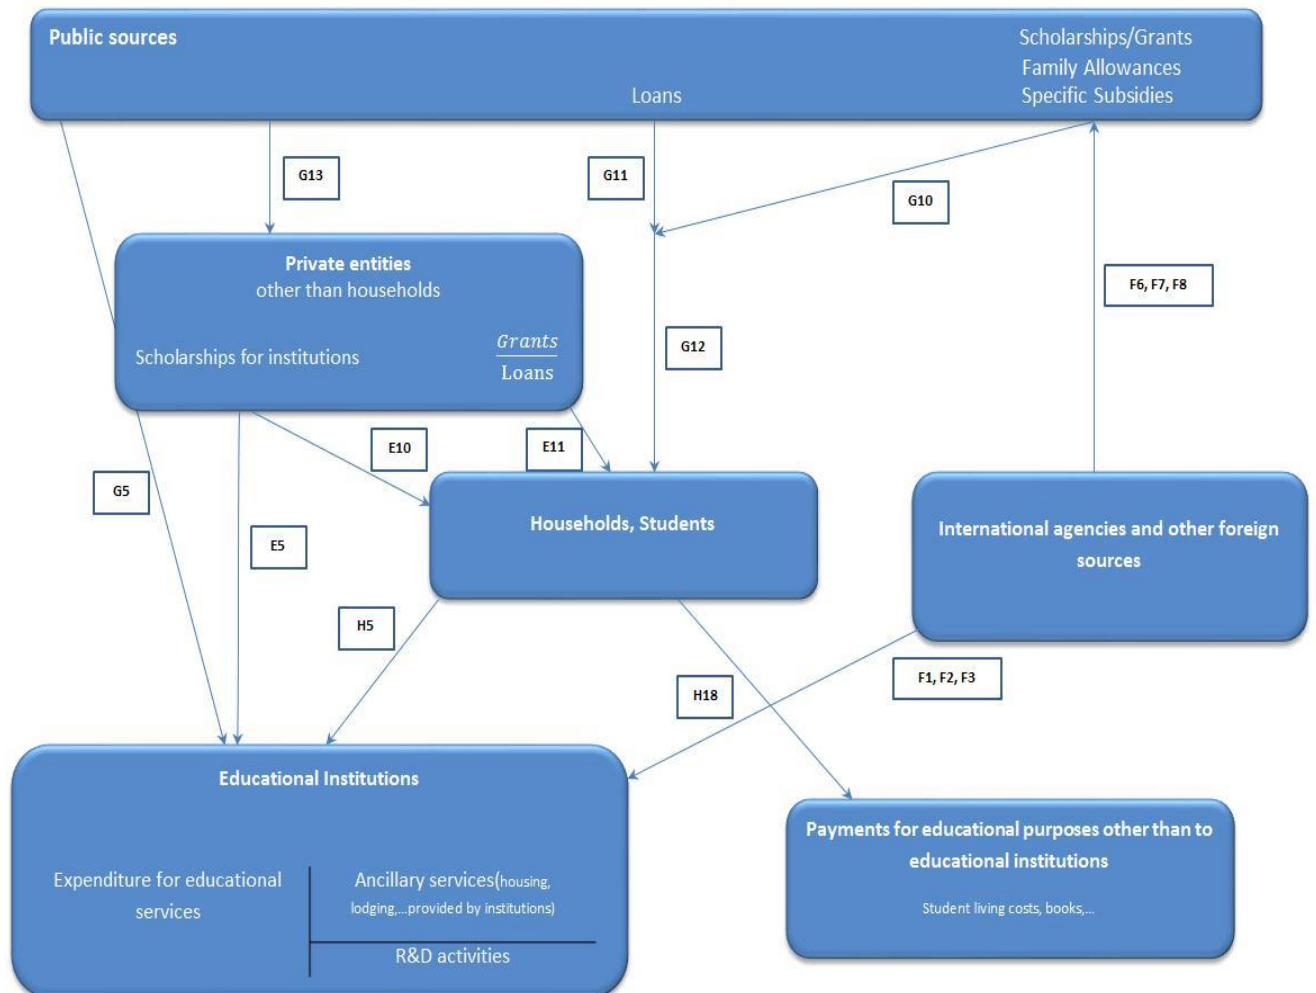 Public sources
Scholarships/Grants
Family Allowances
Loans
Specific Subsidies
G13
G11
G10
Private entities
other than households
F6, F7, F8
Scholarships for institutions
Grants
Loans
G12
E10
E11
G5
Households, Students
International agencies and other foreign
sources
E5
H5
F1, F2, F3
H18
Educational Institutions
Payments for educational purposes other than to
educational institutions
Student living costs, books,...
Expenditure for educational
services
Ancillary services(housing,
lodging,...provided by institutions)
R&D activities